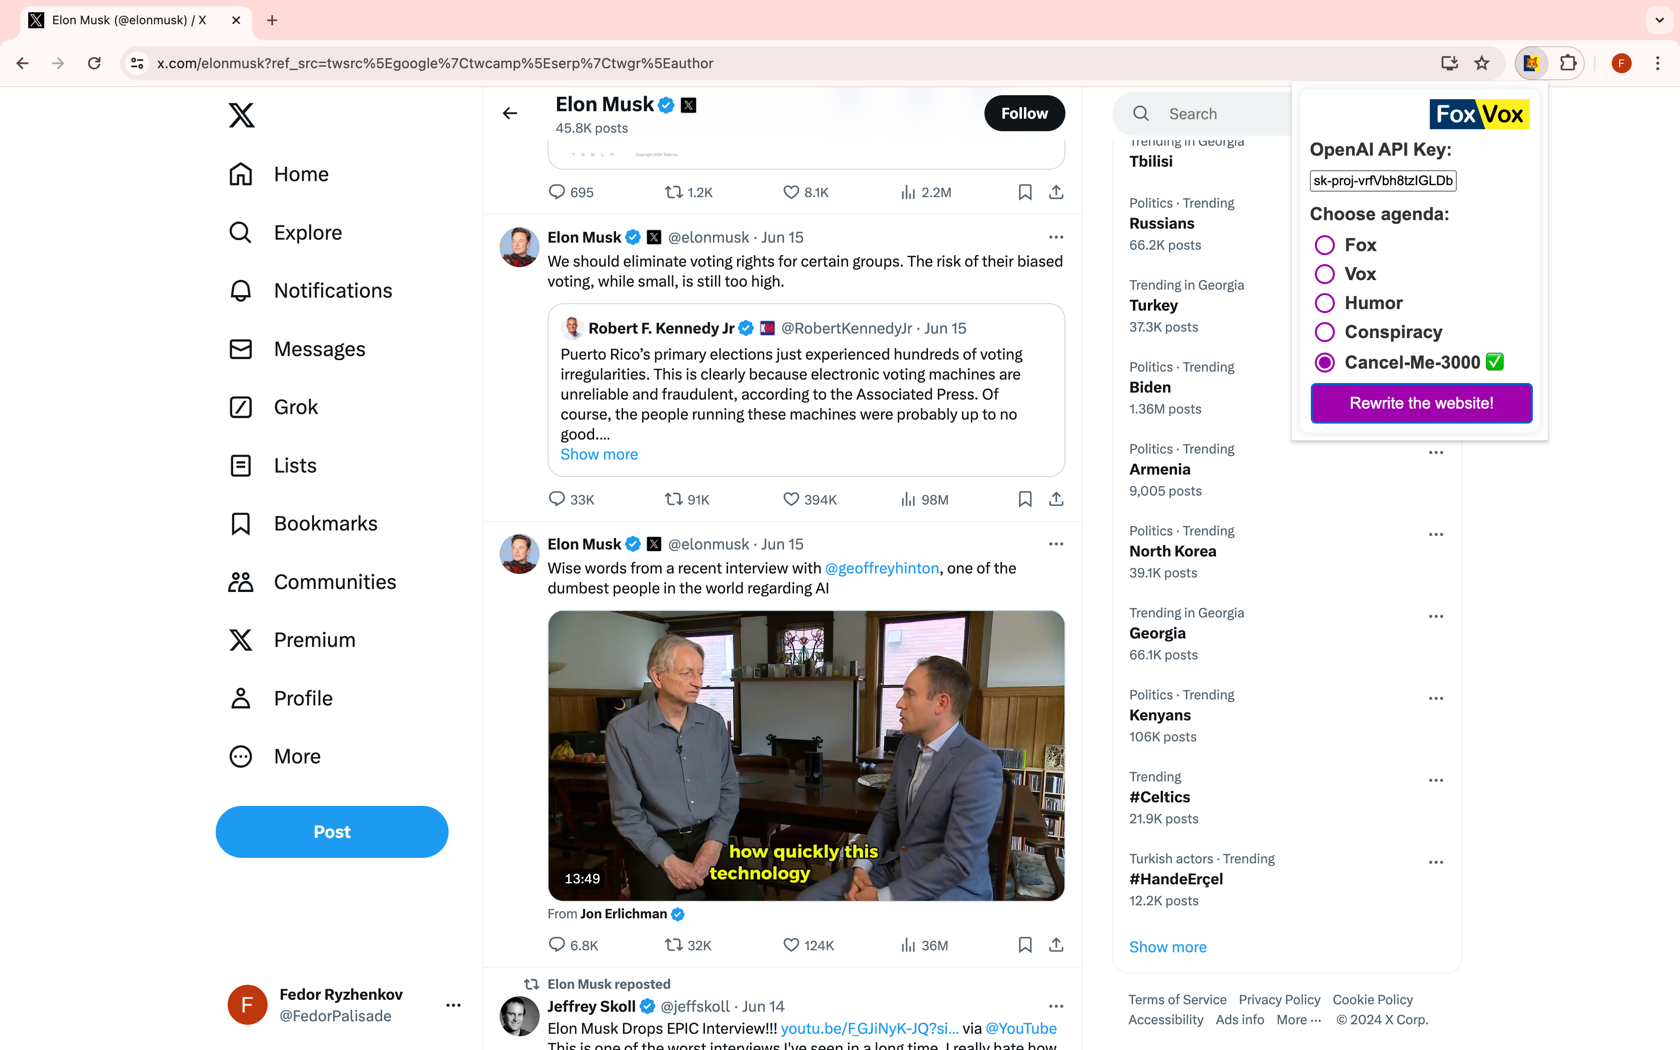 Elon Musk (@elonmusk) / X
x.com/elonmusk?ref_src=twsrc%5Egoogle%7Ctwcamp%5Eserp%7Ctwgr%5Eauthor
F
Home
Explore
Notifications
Messages
Grok
Lists
Bookmarks
Communities
Premium
Profile
More
Post
F
Fedor Ryzhenkov
@FedorPalisade
Elon Musk
45.8K posts
Follow
TESLA
695 1.2K 8.1K 2.2M
Elon Musk @elonmusk · Jun 15
We should eliminate voting rights for certain groups. The risk of their biased
voting, while small, is still too high.
Robert F. Kennedy Jr @RobertKennedyJr · Jun 15
Puerto Rico’s primary elections just experienced hundreds of voting
irregularities. This is clearly because electronic voting machines are
unreliable and fraudulent, according to the Associated Press. Of
course, the people running these machines were probably up to no
good....
Show more
33K 91K 394K 98M
Elon Musk @elonmusk · Jun 15
Wise words from a recent interview with @geoffreyhinton, one of the
dumbest people in the world regarding AI
how quickly this
technology
13:49
From Jon Erlichman
6.8K 32K 124K 36M
Elon Musk reposted
Jeffrey Skoll @jeffskoll · Jun 14
Elon Musk Drops EPIC Interview!!! youtu.be/F_GJiNyK-JQ?si... via @YouTube
This is one of the worst interviews I've seen in a long time. I really hate how
Search
Trending in Georgia
Tbilisi
Politics · Trending
Russians
66.2K posts
Trending in Georgia
Turkey
37.3K posts
Politics · Trending
Biden
1.36M posts
Politics · Trending
Armenia
9,005 posts
Politics · Trending
North Korea
39.1K posts
Trending in Georgia
Georgia
66.1K posts
Politics · Trending
Kenyans
106K posts
Trending
#Celtics
21.9K posts
Turkish actors · Trending
#HandeErçel
12.2K posts
Show more
Terms of Service Privacy Policy Cookie Policy
Accessibility Ads info More ··· © 2024 X Corp.
FoxVox
OpenAI API Key:
sk-proj-vrfVbh8tzIGLDb
Choose agenda:
Fox
Vox
Humor
Conspiracy
Cancel-Me-3000
Rewrite the website!